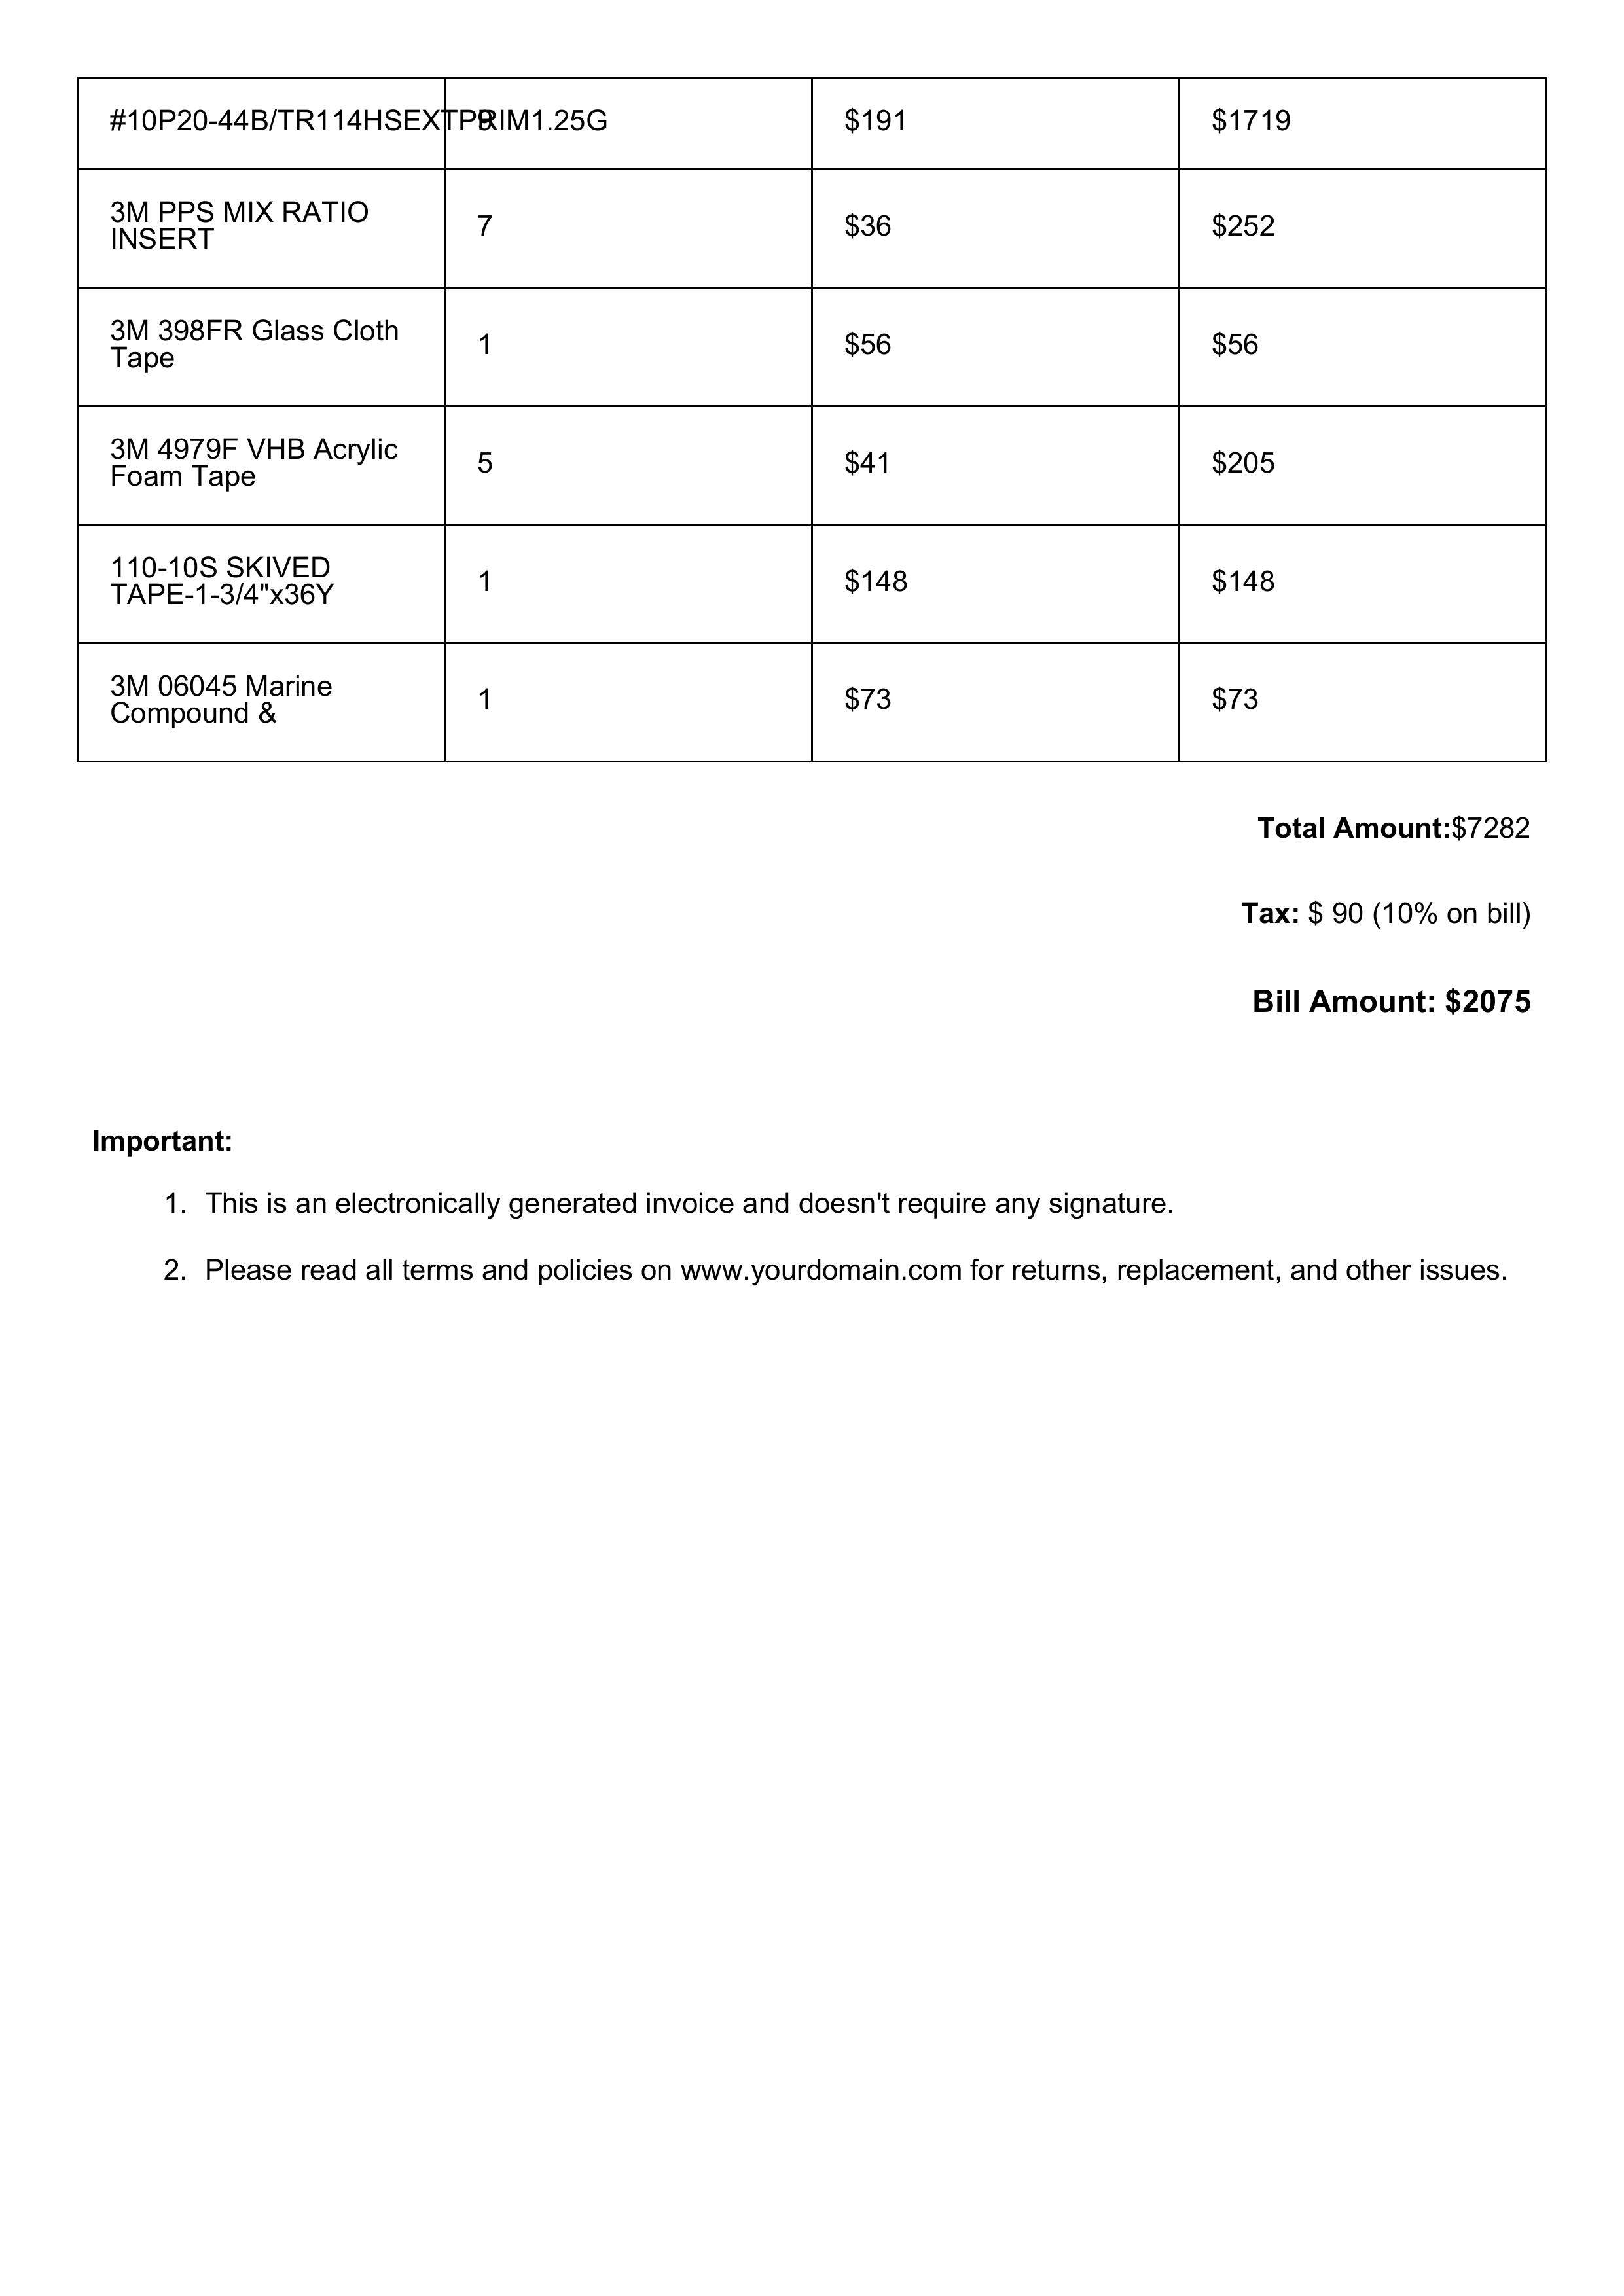 #10P20-44B/TR114HSEXTPRIM1.25G 9 $191 $1719
3M PPS MIX RATIO
INSERT
7 $36 $252
3M 398FR Glass Cloth
Tape
1 $56 $56
3M 4979F VHB Acrylic
Foam Tape
5 $41 $205
110-10S SKIVED
TAPE-1-3/4"x36Y
1 $148 $148
3M 06045 Marine
Compound &
1 $73 $73
Total Amount:$7282
Tax: $ 90 (10% on bill)
Bill Amount: $2075
Important:
1. This is an electronically generated invoice and doesn't require any signature.
2. Please read all terms and policies on www.yourdomain.com for returns, replacement, and other issues.